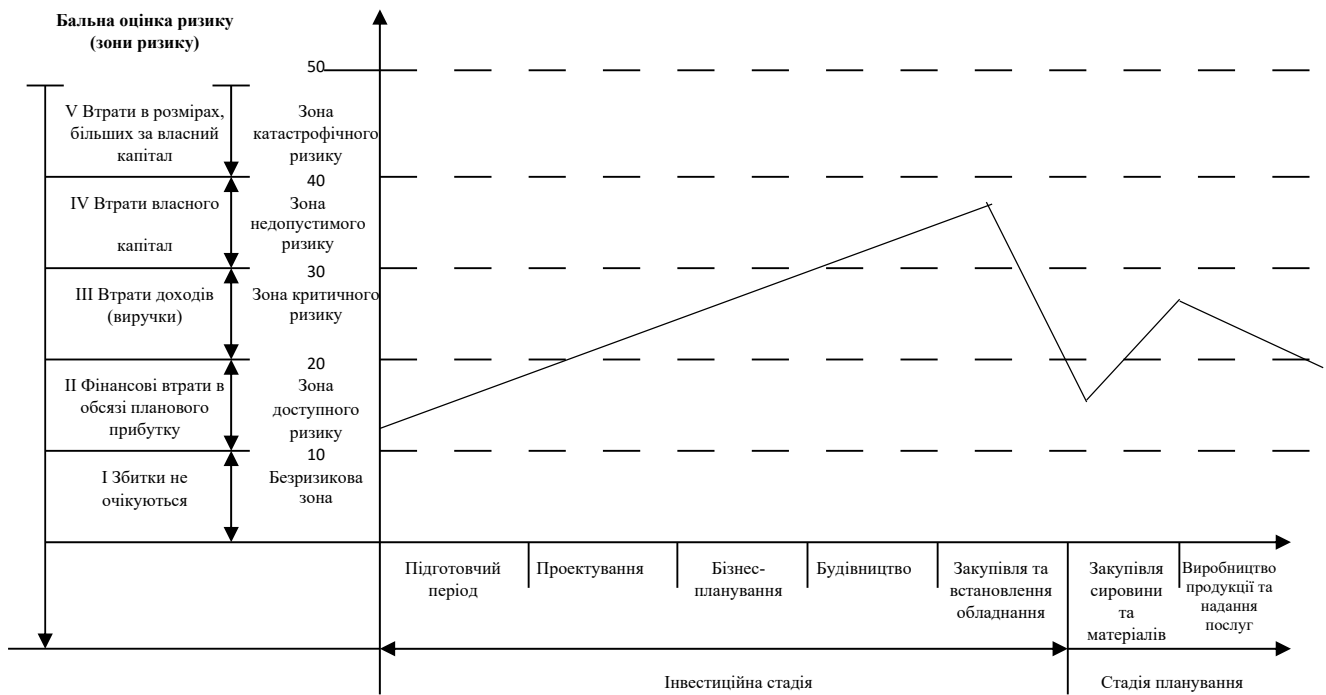 Бальна оцінка ризику
(зони ризику)
50
V Втрати в розмірах,
більших за власний
капітал
Зона
катастрофічного
ризику
40
IV Втрати власного
капітал
Зона
недопустимого
ризику
30
III Втрати доходів
(виручки)
Зона критичного
ризику
20
II Фінансові втрати в
обсязі планового
прибутку
Зона
доступного
ризику
10
I Збитки не
очікуються
Безризикова
зона
Підготовчий
період
Проектування
Бізнес-
планування
Будівництво
Закупівля та
встановлення
обладнання
Закупівля
сировини
та
матеріалів
Виробництво
продукції та
надання
послуг
Інвестиційна стадія
Стадія планування